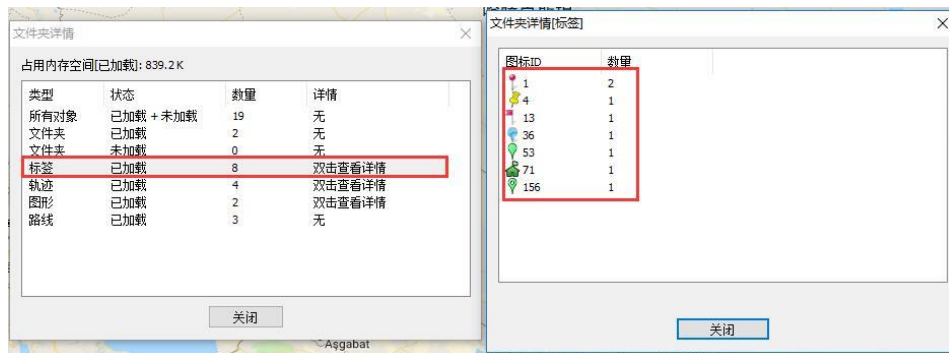 文件夹详情
占用内存空间[已加载]: 839.2 K
类型 状态 数量 详情
所有对象 已加载 + 未加载 19 无
文件夹 已加载 2 无
文件夹 未加载 0 无
标签 已加载 8 双击查看详情
轨迹 已加载 4 双击查看详情
图形 已加载 2 双击查看详情
路线 已加载 3 无
关闭
Aşgabat
文件夹详情[标签]
图标ID 数量
1 2
4 1
13 1
36 1
53 1
71 1
156 1
关闭